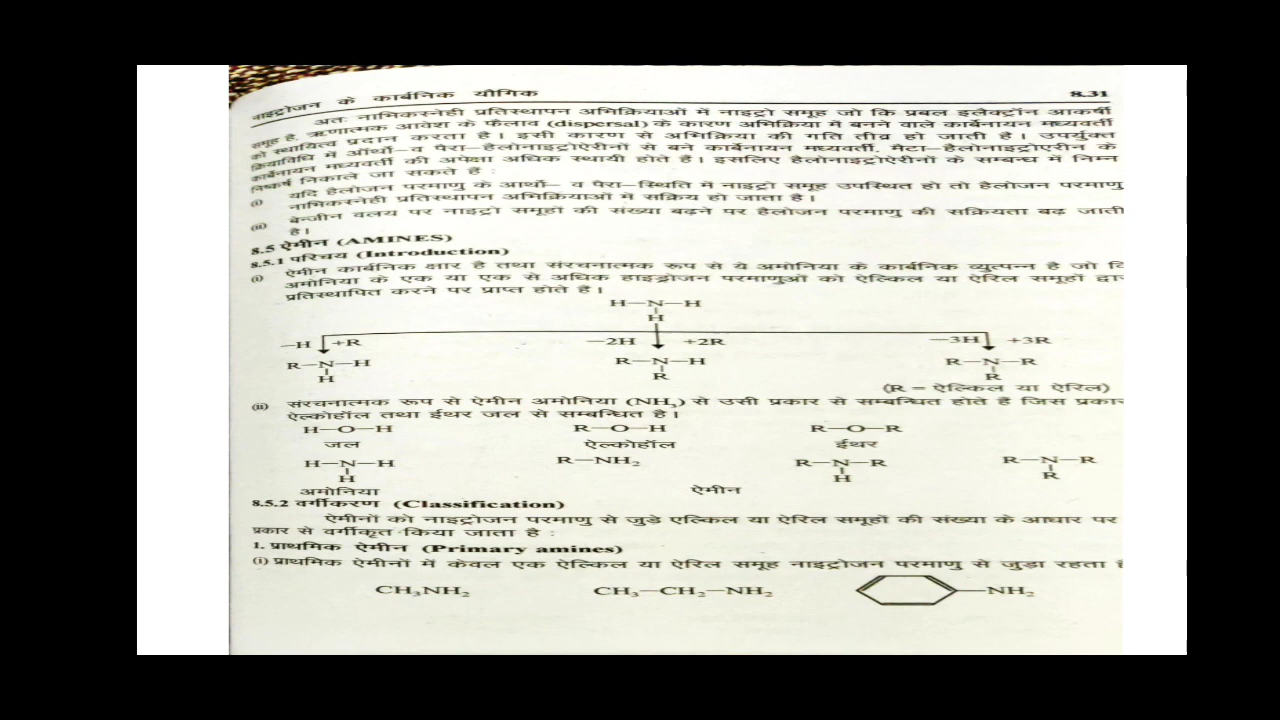 नाइट्रोजन के कार्बनिक यौगिक 8.31
अतः नाभिकस्नेही प्रतिस्थापन अभिक्रियाओं में नाइट्रो समूह जो कि प्रबल इलैक्ट्रॉन आकर्षी
समूह है, ऋणात्मक आवेश के फैलाव (dispersal) के कारण अभिक्रिया में बनने वाले कार्बनायन मध्यवर्ती
को स्थायित्व प्रदान करता है। इसी कारण से अभिक्रिया की गति तीव्र हो जाती है। उपर्युक्त
क्रियाविधि में ऑर्थो– व पैरा–हैलोनाइट्रोऐरीनों से बने कार्बनायन मध्यवर्ती, मैटा–हैलोनाइट्रोएरीन के
कार्बनायन मध्यवर्ती की अपेक्षा अधिक स्थायी होते हैं। इसलिए हैलोनाइट्रोऐरीनों के सम्बन्ध में निम्न
निष्कर्ष निकाले जा सकते हैं :
(i) यदि हैलोजन परमाणु के आर्थो– व पैरा–स्थिति में नाइट्रो समूह उपस्थित हो तो हैलोजन परमाणु
नाभिकस्नेही प्रतिस्थापन अभिक्रियाओं में सक्रिय हो जाता है।
(ii) बेन्जीन वलय पर नाइट्रो समूहों की संख्या बढ़ने पर हैलोजन परमाणु की सक्रियता बढ़ जाती
है।
8.5 ऐमीन (AMINES)
8.5.1 परिचय (Introduction)
(i) ऐमीन कार्बनिक क्षार है तथा संरचनात्मक रूप से ये अमोनिया के कार्बनिक व्युत्पन्न है जो
अमोनिया के एक या एक से अधिक हाइड्रोजन परमाणुओं को ऐल्किल या ऐरिल समूहों
प्रतिस्थापित करने पर प्राप्त होते हैं।
H—N—H
H
—H +R —2H +2R —3H +3R
R—N—H R—N—H R—N—R
H R R
(R = ऐल्किल या ऐरिल)
(ii) संरचनात्मक रूप से ऐमीन अमोनिया (NH₃) से उसी प्रकार से सम्बन्धित होते हैं जिस प्रकार
ऐल्कोहॉल तथा ईथर जल से सम्बन्धित है।
H—O—H R—O—H R—O—R
जल ऐल्कोहॉल ईथर
H—N—H R—NH₂ R—N—R R—N—R
H H R
अमोनिया ऐमीन
8.5.2 वर्गीकरण (Classification)
ऐमीनों को नाइट्रोजन परमाणु से जुडे एल्किल या ऐरिल समूहों की संख्या के आधार पर
प्रकार से वर्गीकृत किया जाता है :
1. प्राथमिक ऐमीन (Primary amines)
(i) प्राथमिक ऐमीनों में केवल एक ऐल्किल या ऐरिल समूह नाइट्रोजन परमाणु से जुड़ा रहता
CH₃NH₂ CH₃—CH₂—NH₂ —NH₂